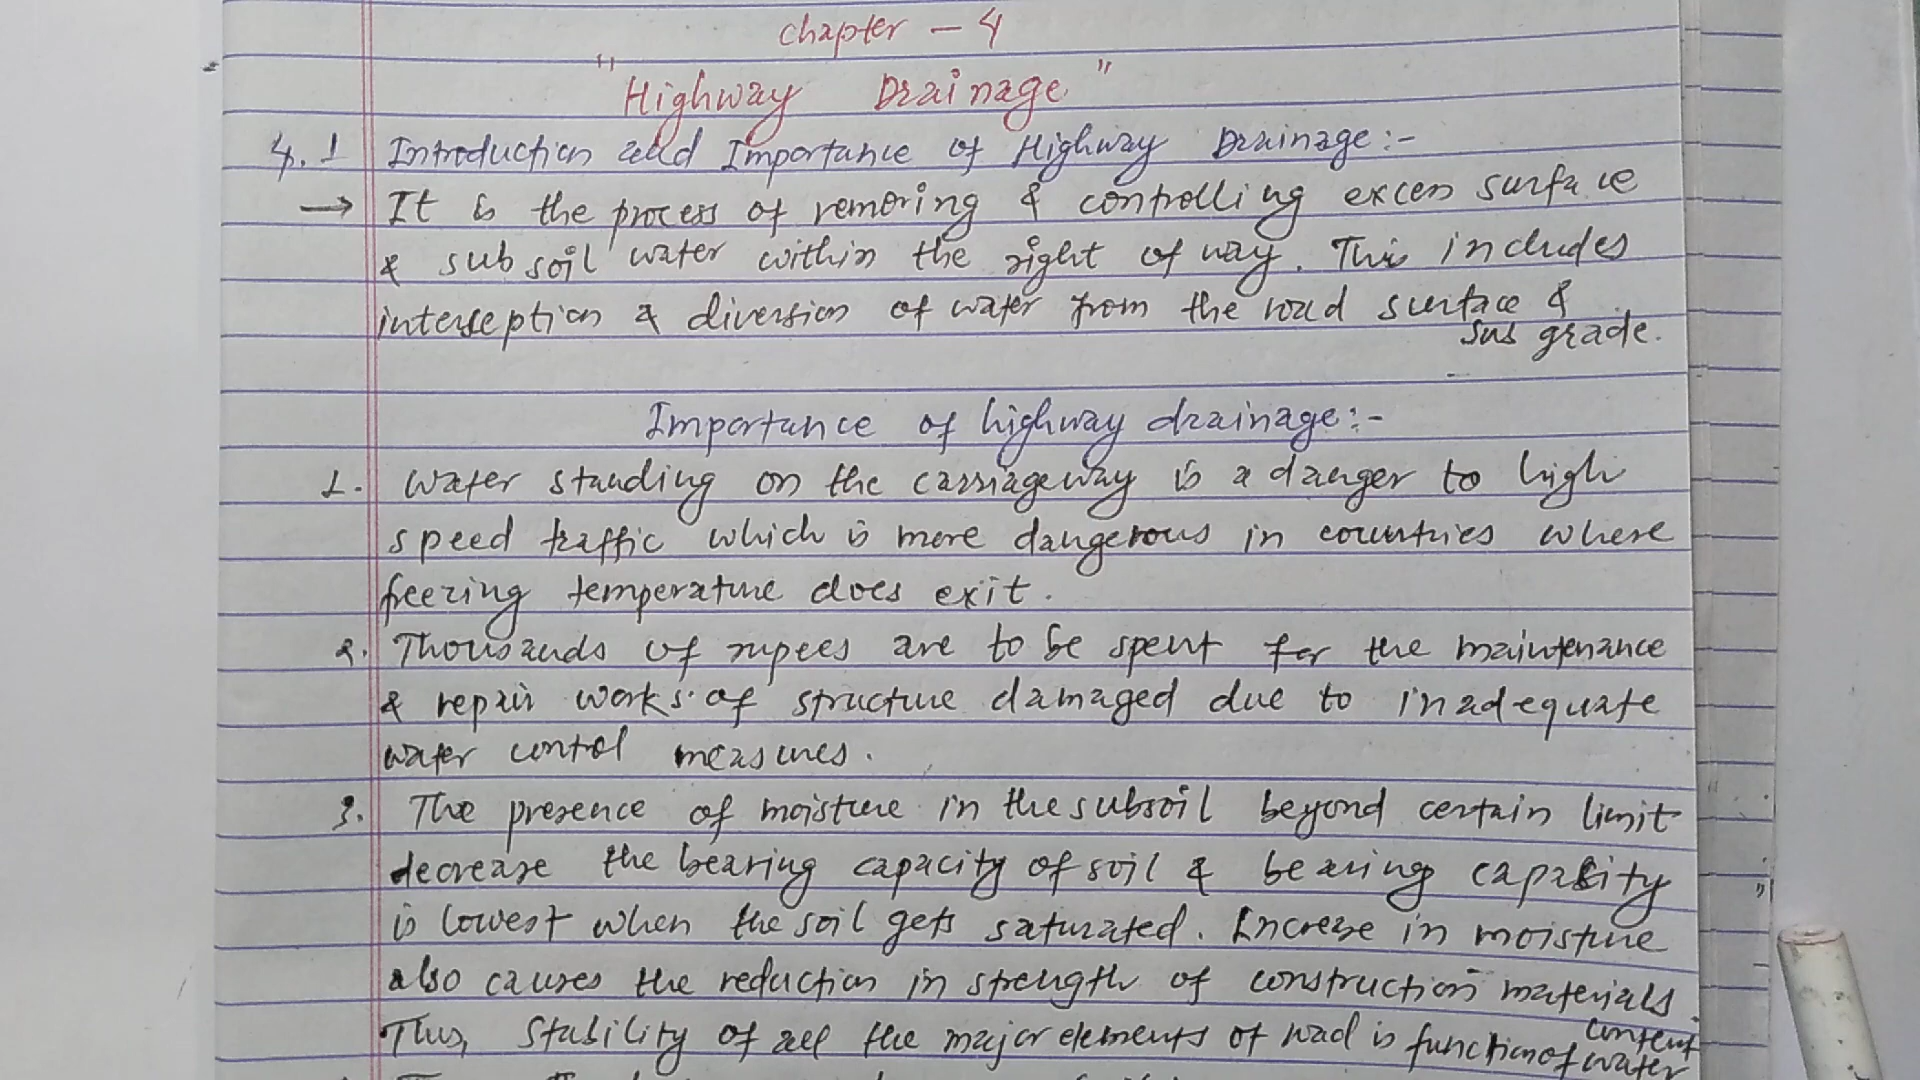 chapter - 4
"Highway Drainage"
4.1 Introduction and Importance of Highway Drainage:-
→ It is the process of removing & controlling excess surface
& sub soil water within the right of way. This includes
interseption & diversion of water from the road surface &
sus grade.
Importance of highway drainage:-
1. Water standing on the carriageway is a danger to high
speed traffic which is more dangerous in countries where
freezing temperature does exit.
2. Thousands of rupees are to be spent for the maintenance
& repair works of structure damaged due to inadequate
water control measures.
3. The presence of moisture in the subsoil beyond certain limit
decrease the bearing capacity of soil & bearing capacity
is lowest when the soil gets saturated. Increase in moisture
also causes the reduction in strength of construction materials
Thus, Stability of all the major elements of road is function of water
content